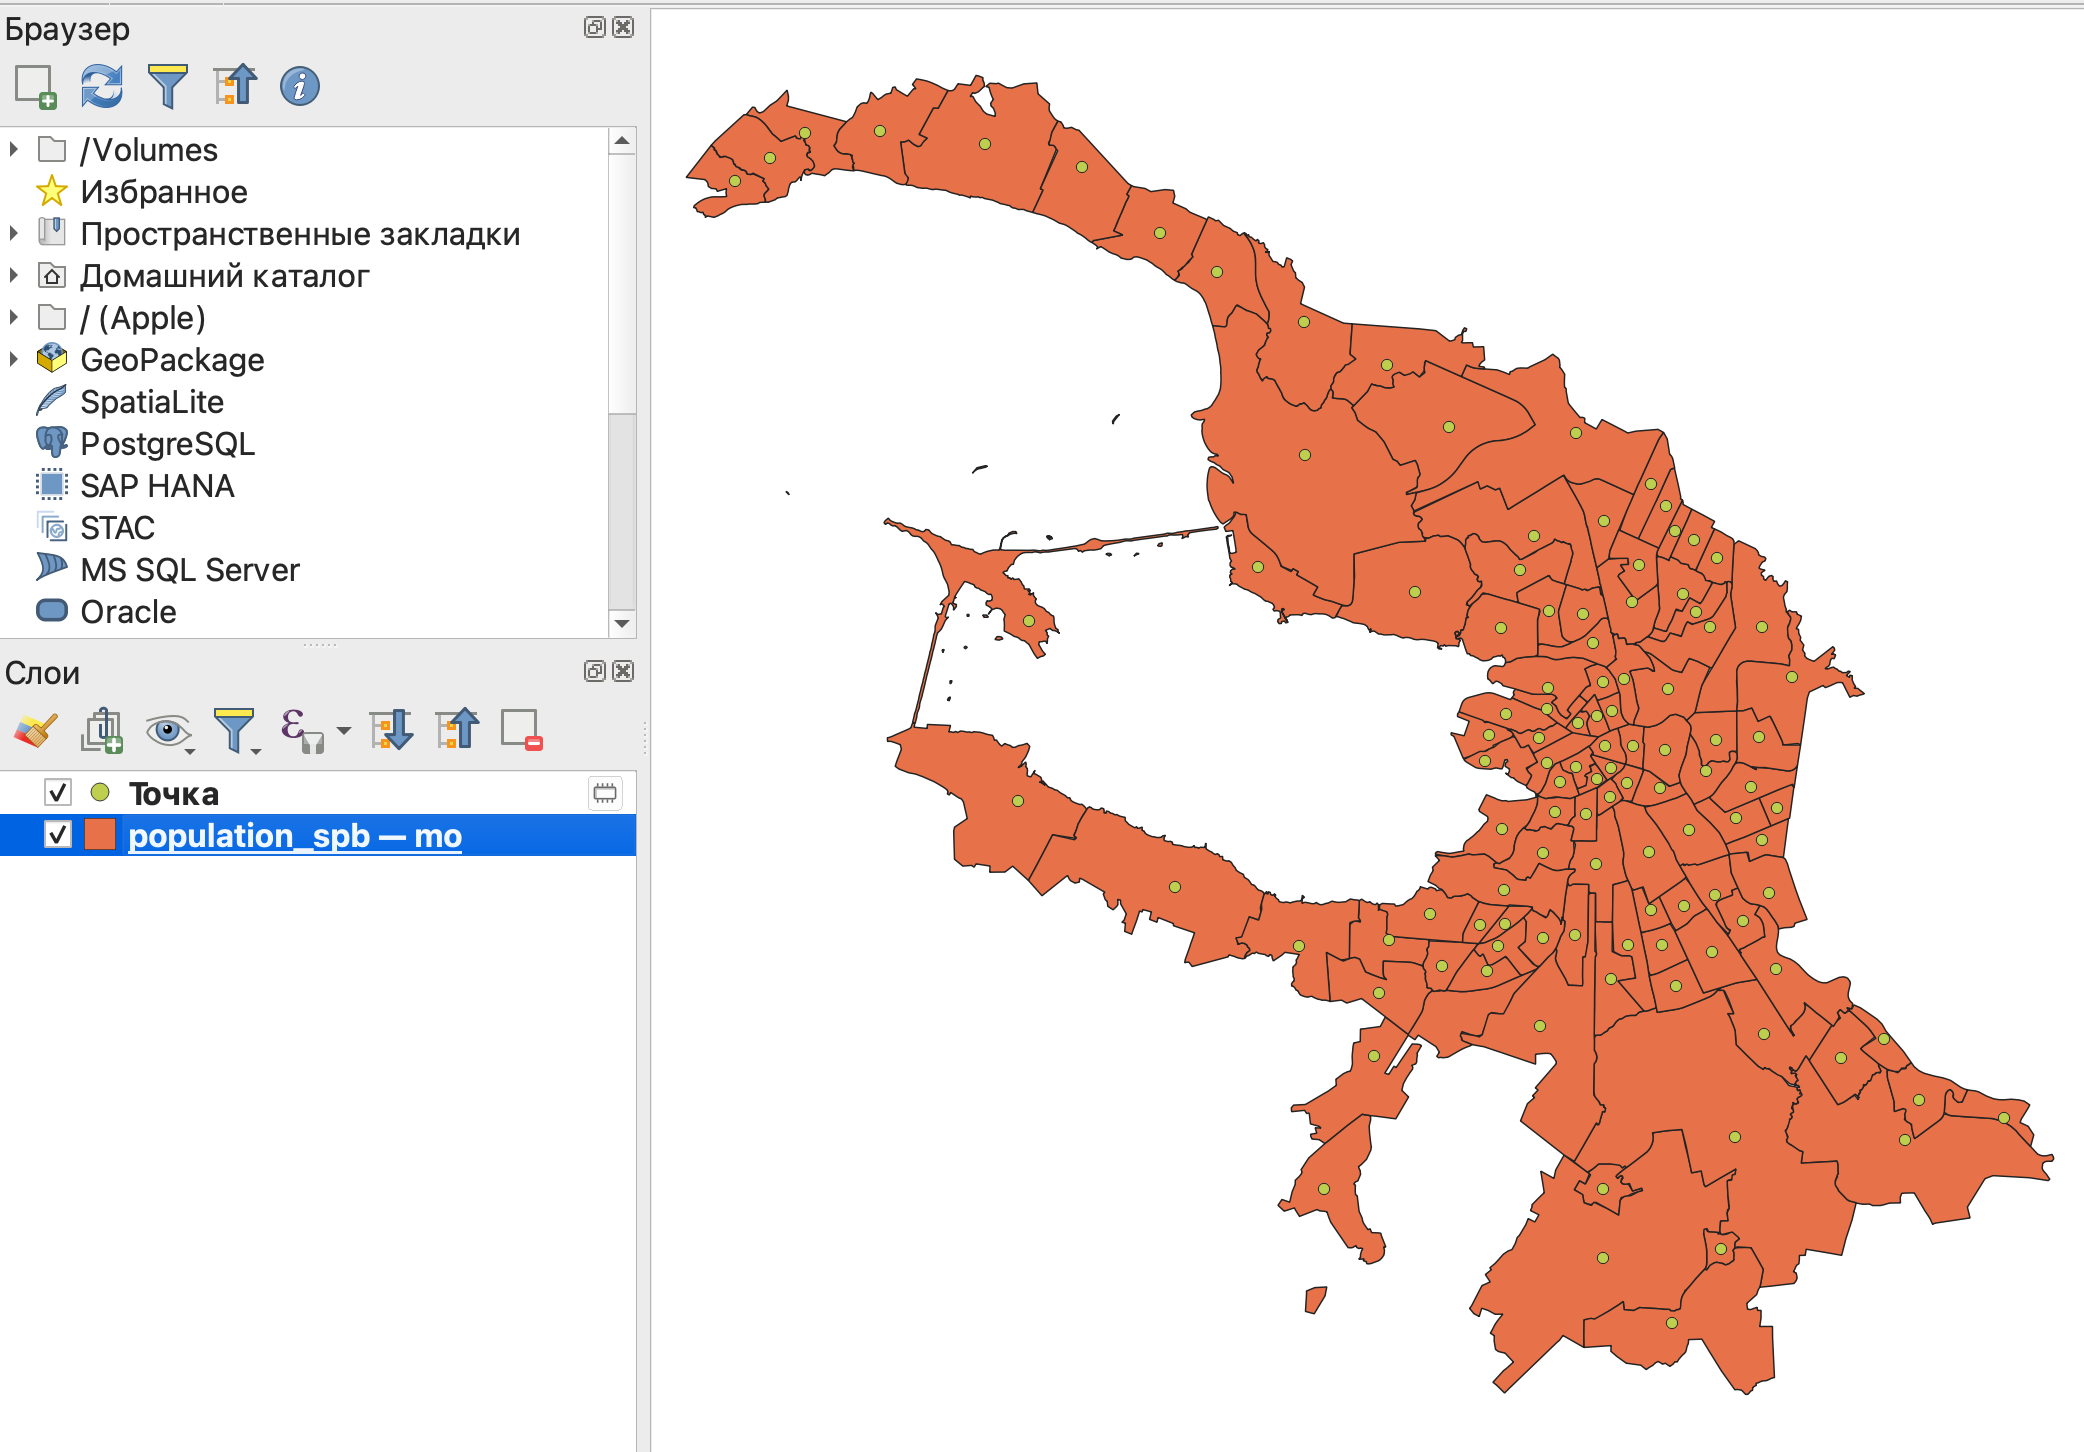 Браузер
/Volumes
Избранное
Пространственные закладки
Домашний каталог
/ (Apple)
GeoPackage
SpatiaLite
PostgreSQL
SAP HANA
STAC
MS SQL Server
Oracle
Слои
Точка
population_spb — mo